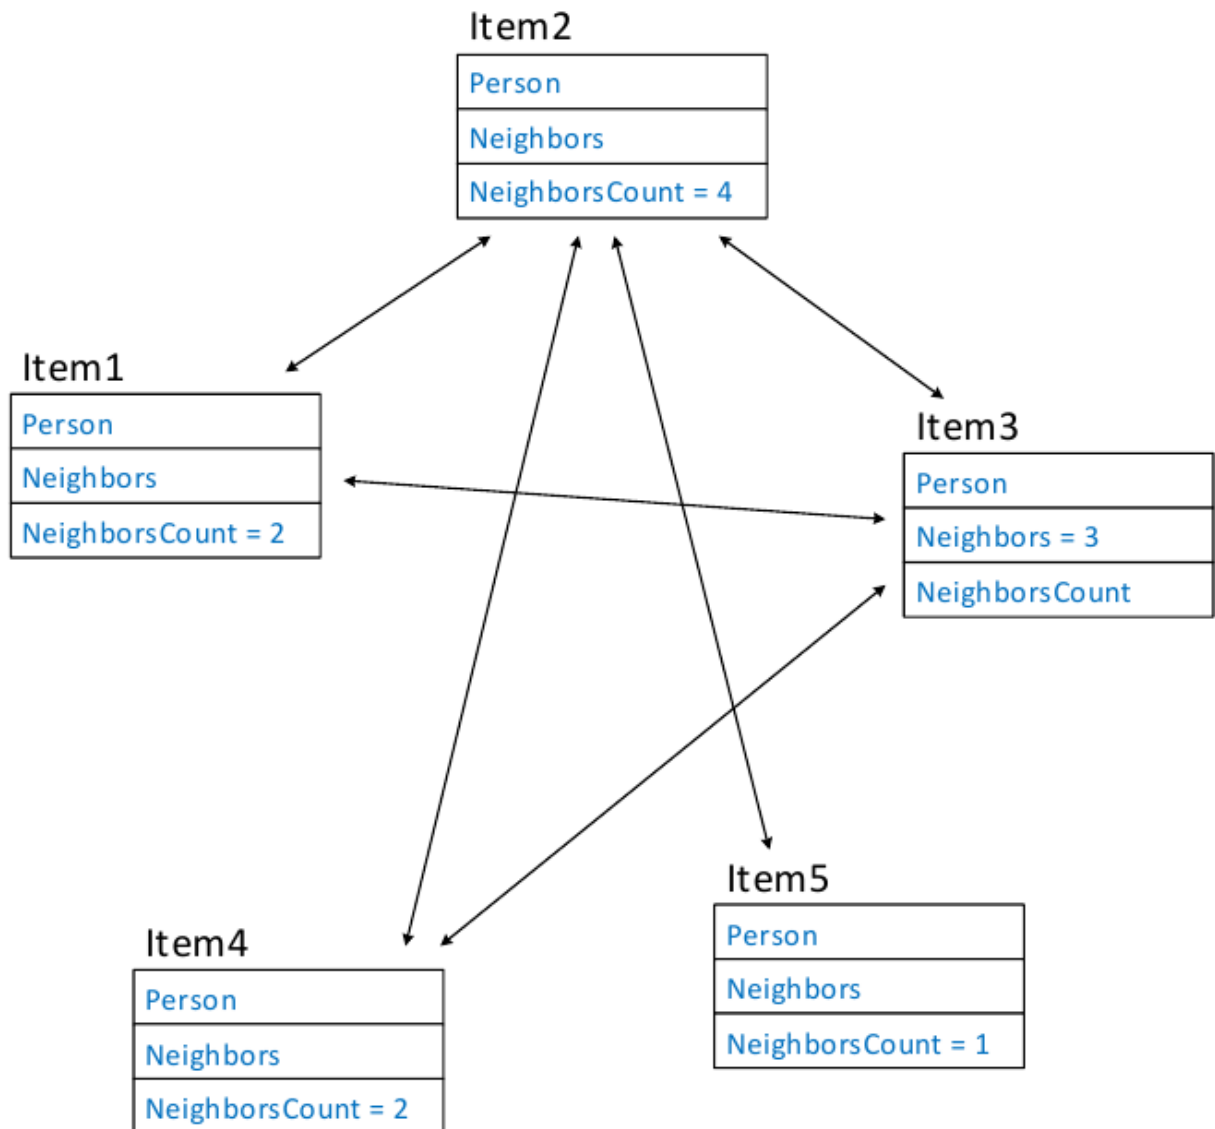 Item2
Person
Neighbors
NeighborsCount = 4
Item1
Person
Neighbors
NeighborsCount = 2
Item3
Person
Neighbors = 3
NeighborsCount
Item5
Person
Neighbors
NeighborsCount = 1
Item4
Person
Neighbors
NeighborsCount = 2